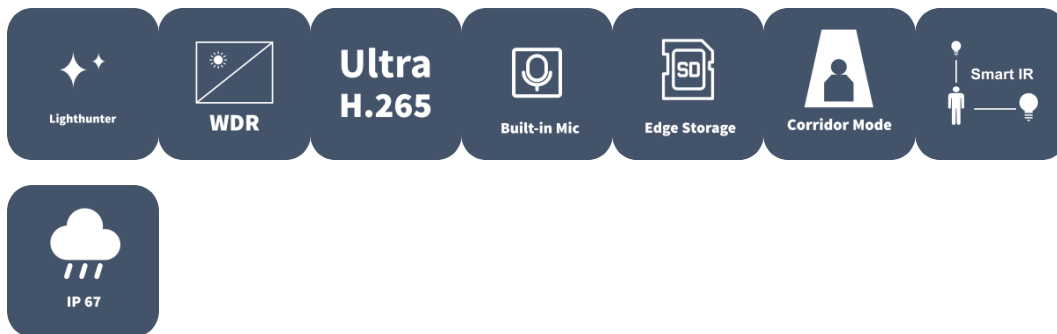 Lighthunter
WDR
Ultra
H.265
Built-in Mic
SD
Edge Storage
Corridor Mode
Smart IR
IP 67